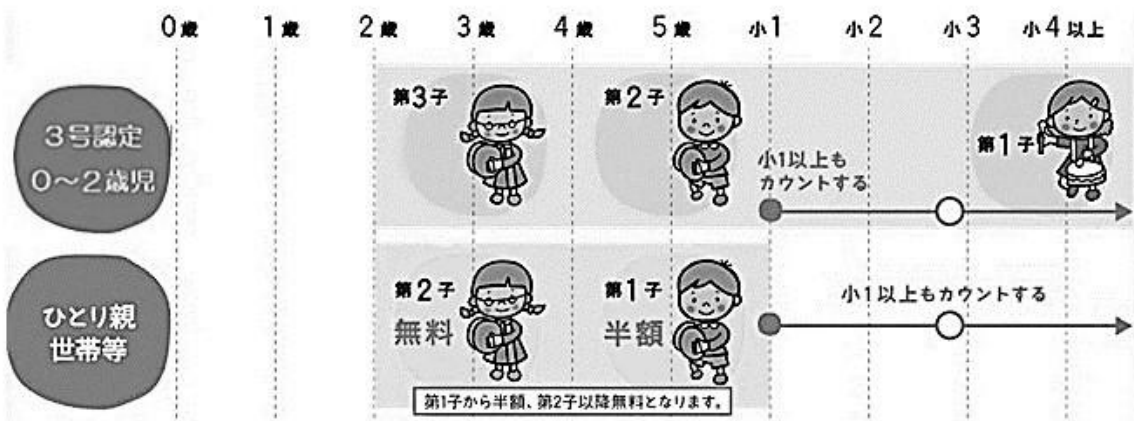 0歳 1歳 2歳 3歳 4歳 5歳 小1 小2 小3 小4以上
3号認定
0〜2歳児
第3子
第2子
第1子
小1以上も
カウントする
ひとり親
世帯等
第2子
無料
第1子
半額
小1以上もカウントする
第1子から半額、第2子以降無料となります。